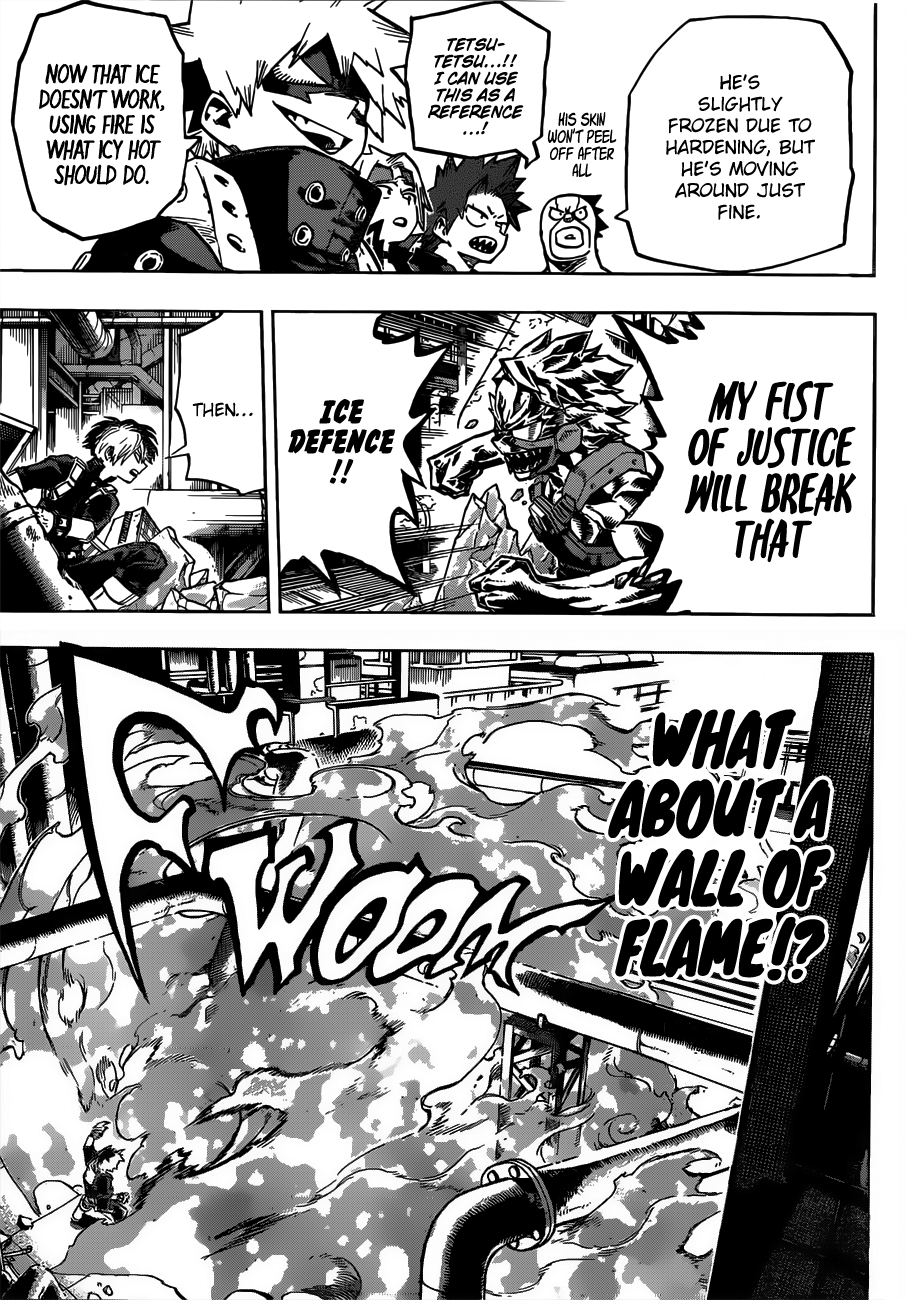 HE'S
SLIGHTLY
FROZEN DUE TO
HARDENING, BUT
HE'S MOVING
AROUND JUST
FINE.
HIS SKIN
WON'T PEEL
OFF AFTER
ALL
TETSU-
TETSU...!!
I CAN USE
THIS AS A
REFERENCE
...!
NOW THAT ICE
DOESN'T WORK,
USING FIRE IS
WHAT ICY HOT
SHOULD DO.
MY FIST
OF JUSTICE
WILL BREAK
THAT
ICE
DEFENCE
!!
THEN...
WHAT
ABOUT A
WALL OF
FLAME!?
FWOOM